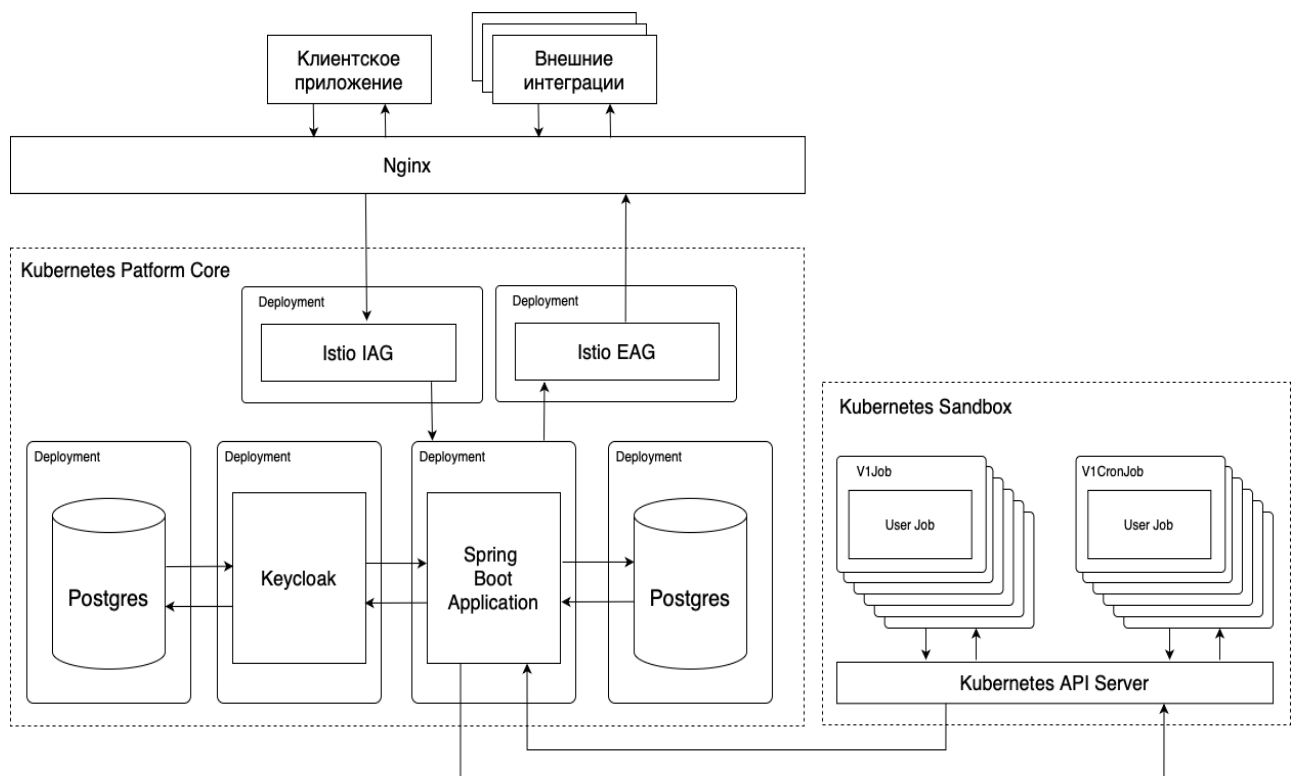 Клиентское
приложение
Внешние
интеграции
Nginx
Kubernetes Patform Core
Deployment
Istio IAG
Deployment
Istio EAG
Deployment
Postgres
Deployment
Keycloak
Deployment
Spring
Boot
Application
Deployment
Postgres
Kubernetes Sandbox
V1Job
User Job
V1CronJob
User Job
Kubernetes API Server